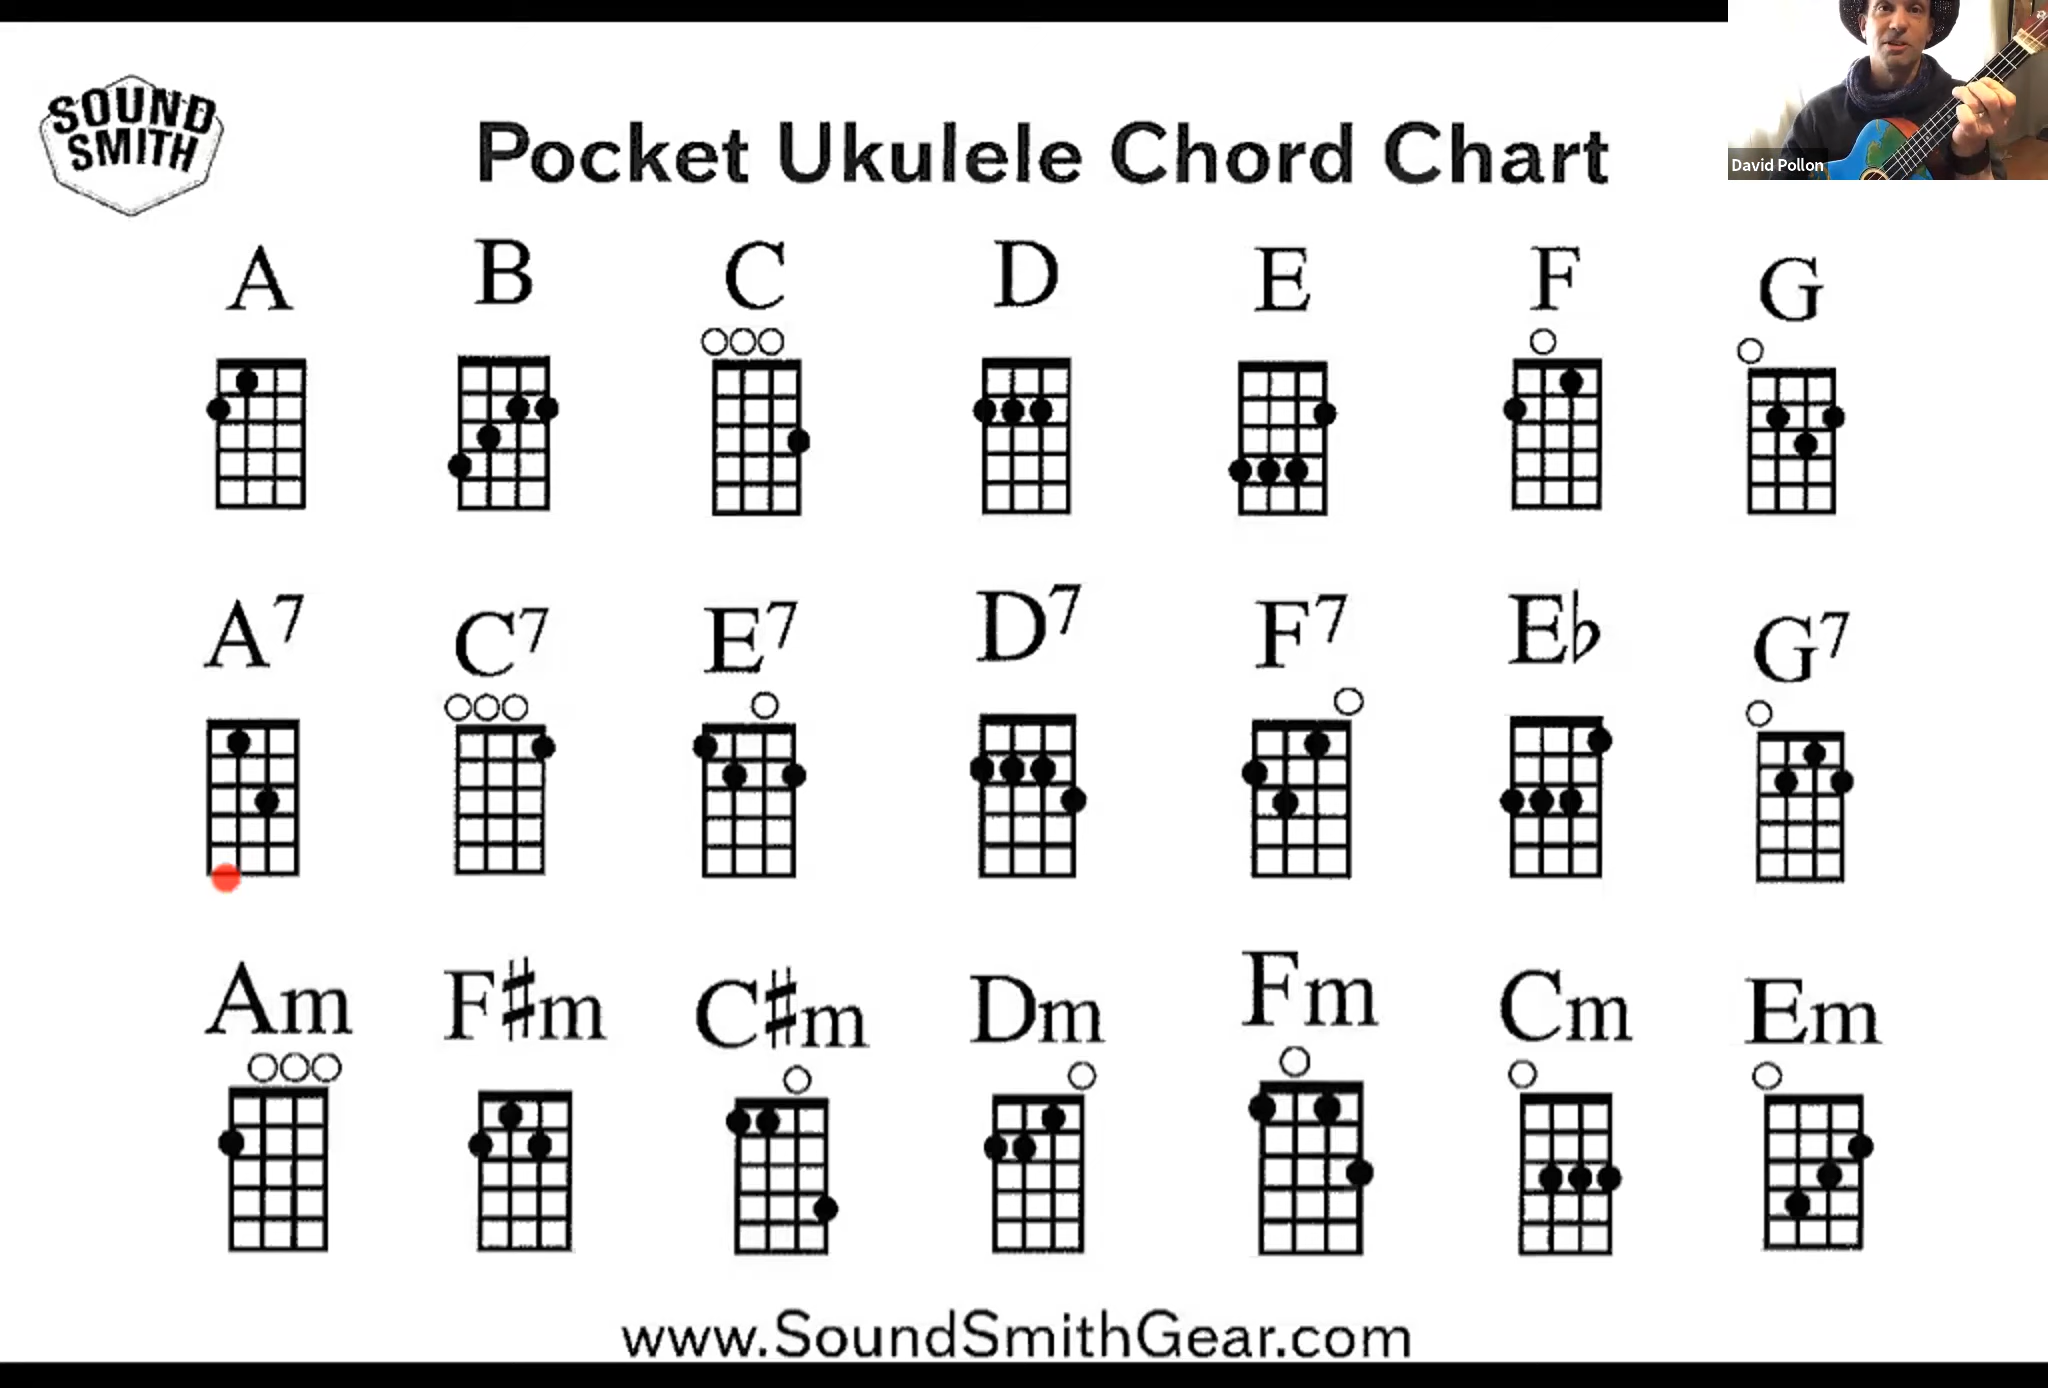 SOUND
SMITH
Pocket Ukulele Chord Chart
David Pollon
A B C D E F G
A7 C7 E7 D7 F7 E♭ G7
Am F♯m C♯m Dm Fm Cm Em
www.SoundSmithGear.com